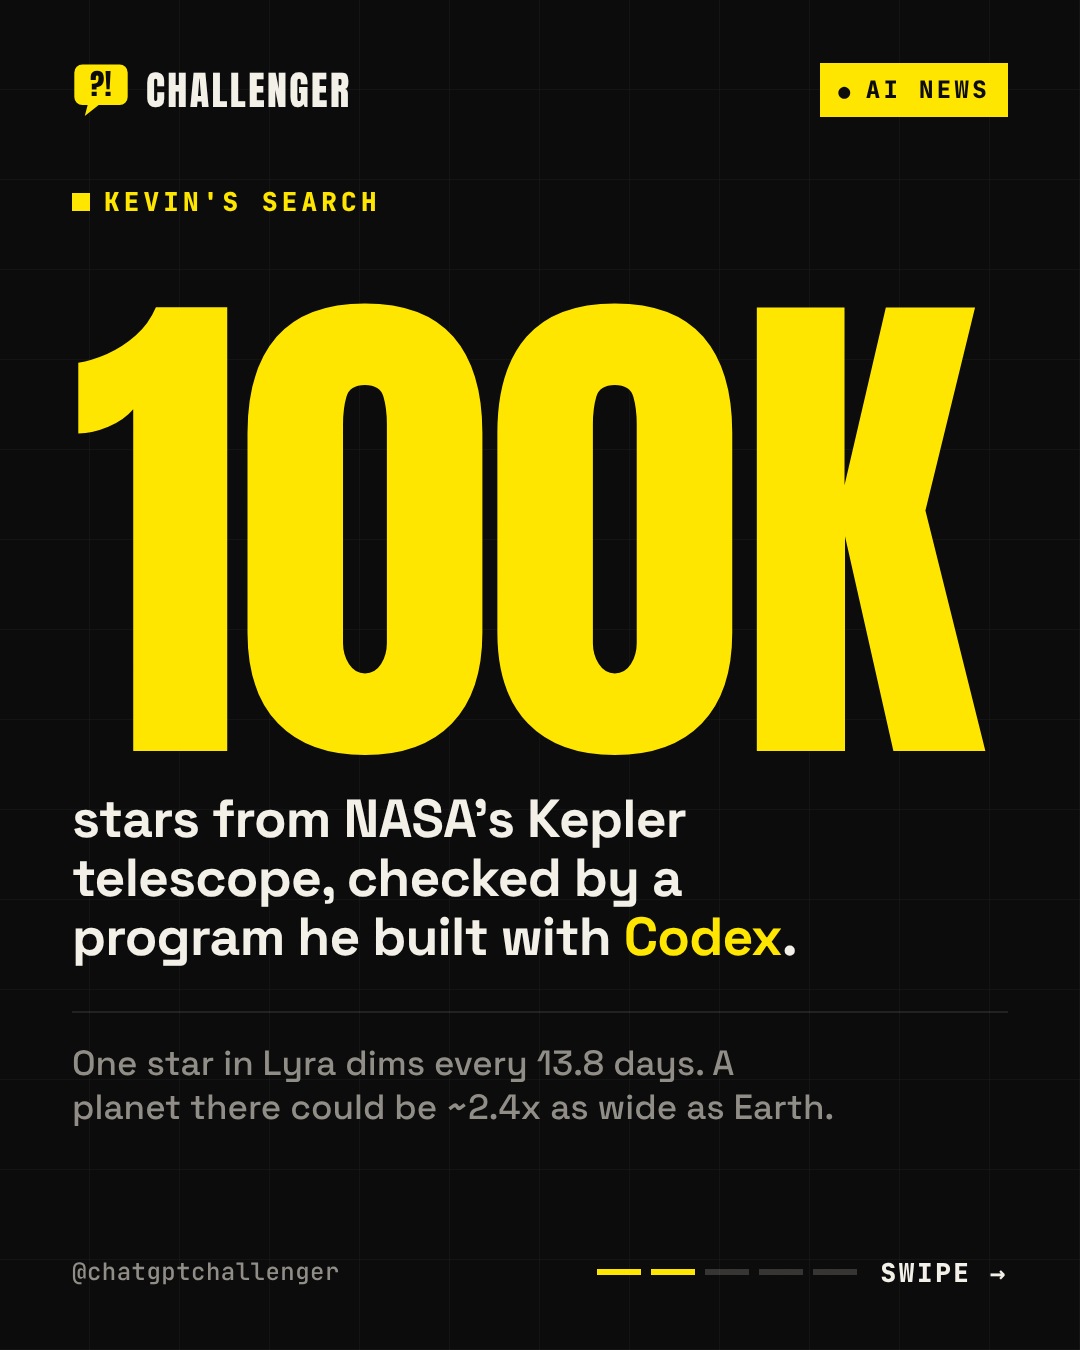 ?!
CHALLENGER
● AI NEWS
KEVIN'S SEARCH
100K
stars from NASA’s Kepler
telescope, checked by a
program he built with Codex.
One star in Lyra dims every 13.8 days. A
planet there could be ~2.4x as wide as Earth.
@chatgptchallenger
SWIPE →